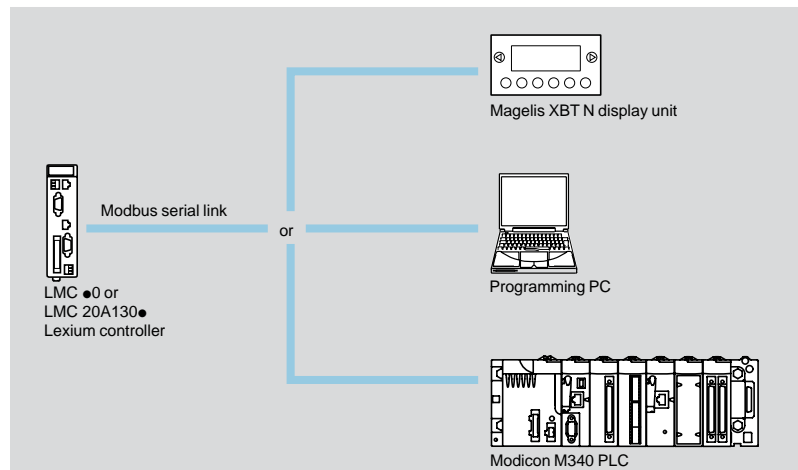 Magelis XBT N display unit
Modbus serial link
or
Programming PC
LMC ●0 or
LMC 20A130●
Lexium controller
Modicon M340 PLC